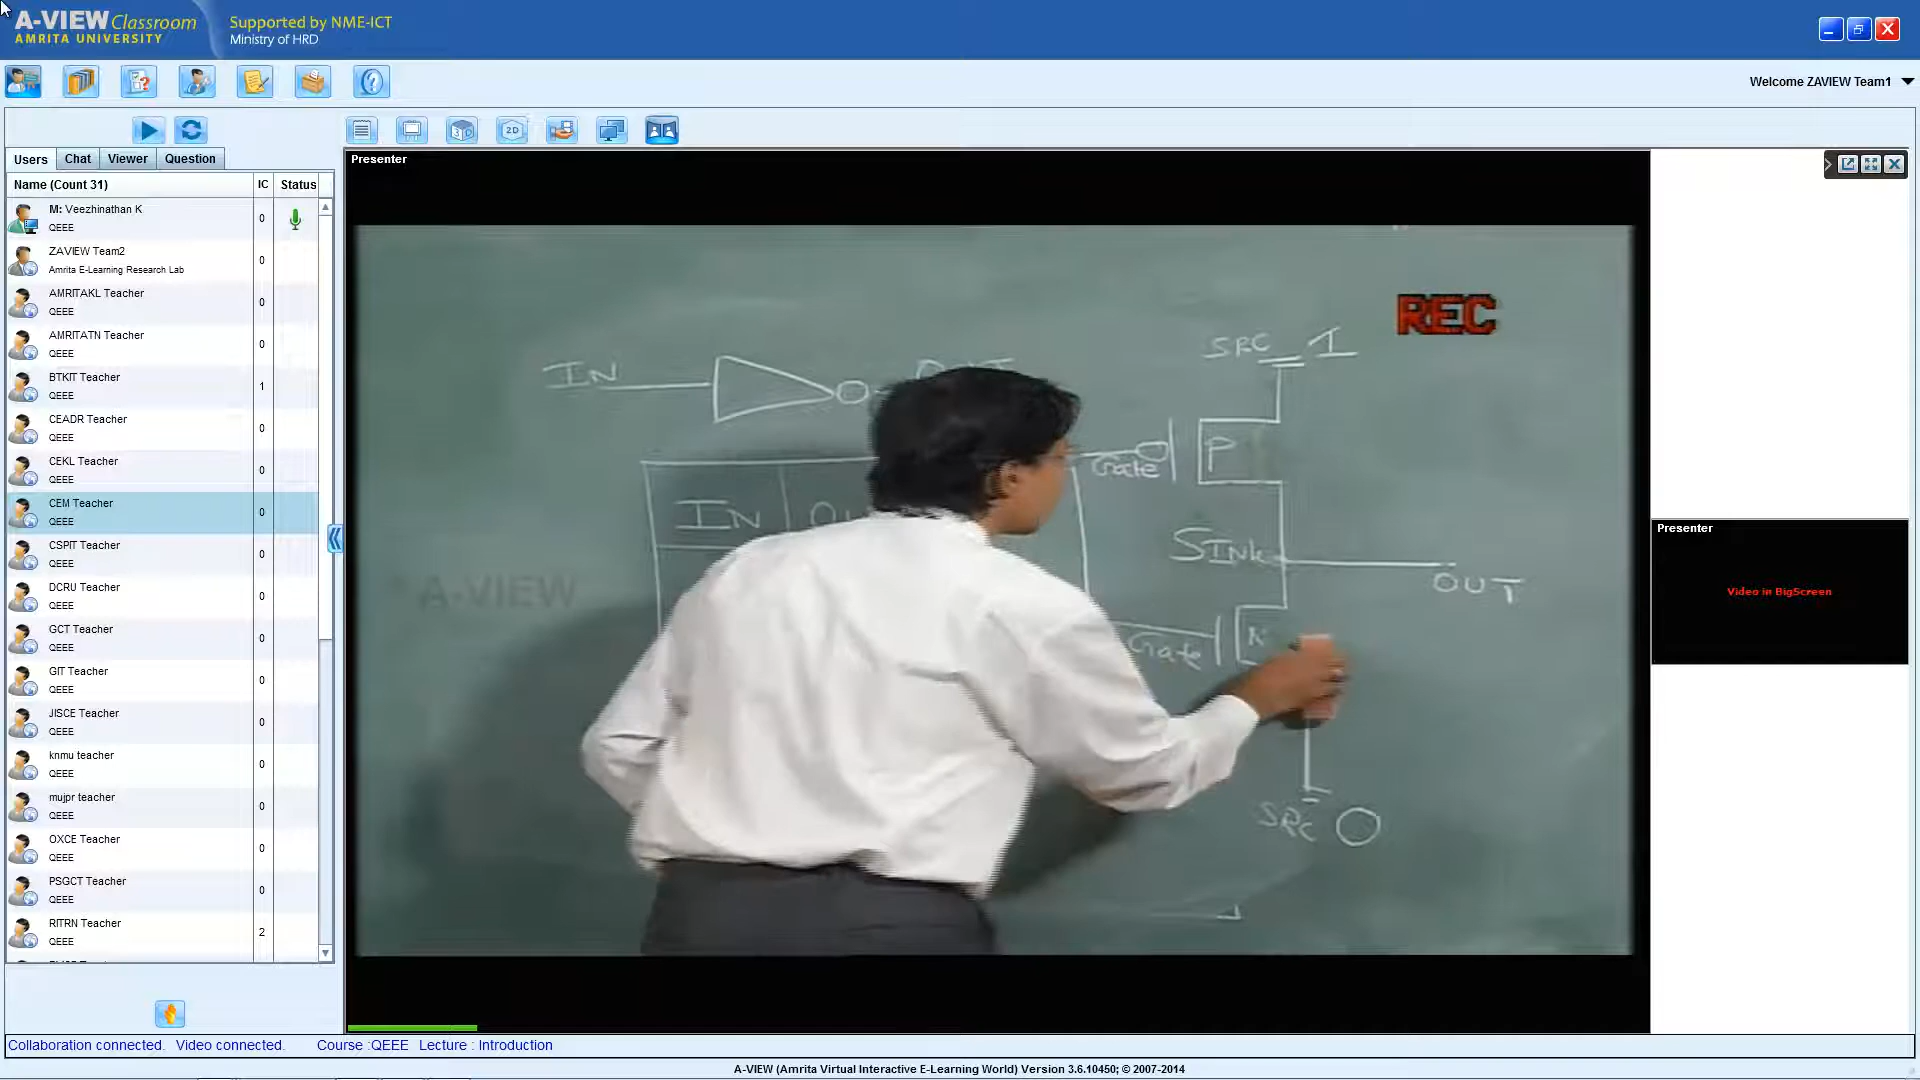 A-VIEW Classroom
AMRITA UNIVERSITY
Supported by NME-ICT
Ministry of HRD
Welcome ZAVIEW Team1
3D
2D
Users
Chat
Viewer
Question
Name (Count 31)
IC
Status
M: Veezhinathan K
QEEE
0
ZAVIEW Team2
Amrita E-Learning Research Lab
0
AMRITAKL Teacher
QEEE
0
AMRITATN Teacher
QEEE
0
BTKIT Teacher
QEEE
1
CEADR Teacher
QEEE
0
CEKL Teacher
QEEE
0
CEM Teacher
QEEE
0
CSPIT Teacher
QEEE
0
DCRU Teacher
QEEE
0
GCT Teacher
QEEE
0
GIT Teacher
QEEE
0
JISCE Teacher
QEEE
0
knmu teacher
QEEE
0
mujpr teacher
QEEE
0
OXCE Teacher
QEEE
0
PSGCT Teacher
QEEE
0
RITRN Teacher
QEEE
2
Presenter
REC
SRC 1
IN
Gate
P
IN
SINK
OUT
A-VIEW
Gate
N
SRC 0
Presenter
Video in BigScreen
Collaboration connected. Video connected. Course :QEEE Lecture : Introduction
A-VIEW (Amrita Virtual Interactive E-Learning World) Version 3.6.10450; © 2007-2014